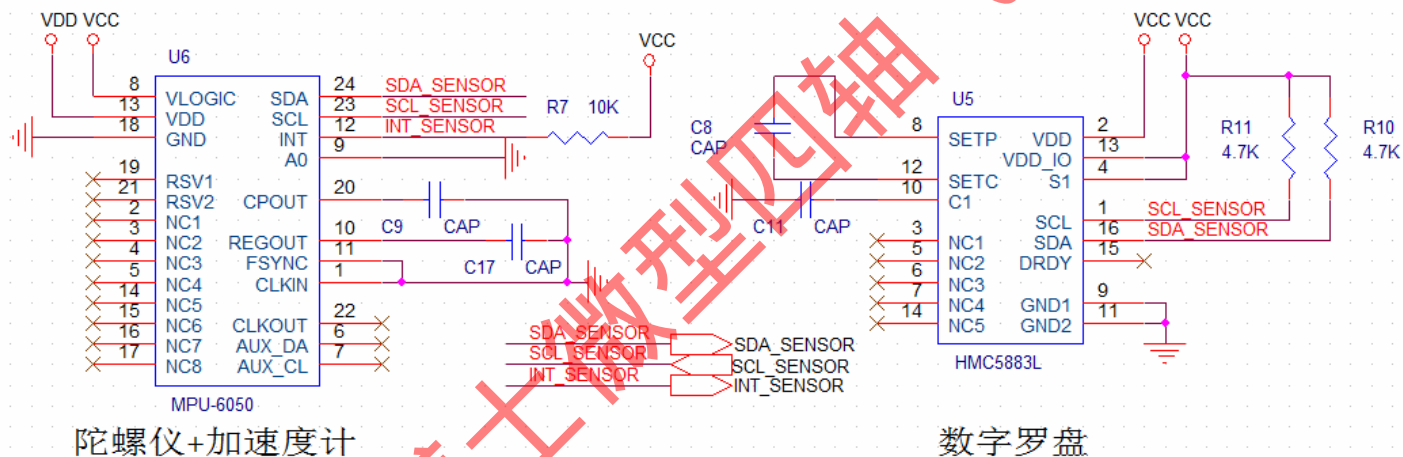 VDD VCC
U6
8 VLOGIC SDA 24 SDA_SENSOR
13 VDD SCL 23 SCL_SENSOR
18 GND INT 12 INT_SENSOR
A0 9
R7 10K
VCC
19 RSV1
21 RSV2 CPOUT 20
2 NC1
3 NC2 REGOUT 10
4 NC3 FSYNC 11
5 NC4 CLKIN 1
14 NC5
15 NC6 CLKOUT 22
16 NC7 AUX_DA 6
17 NC8 AUX_CL 7
C9 CAP
C17 CAP
MPU-6050
陀螺仪+加速度计
SDA_SENSOR SDA_SENSOR
SCL_SENSOR SCL_SENSOR
INT_SENSOR INT_SENSOR
VCC VCC
U5
C8
CAP
8 SETP VDD 2
VDD_IO 13
12 SETC S1 4
10 C1
C11 CAP
SCL 1 SCL_SENSOR
3 NC1 SDA 16 SDA_SENSOR
5 NC2 DRDY 15
6 NC3
7 NC4 GND1 9
14 NC5 GND2 11
R11
4.7K
R10
4.7K
HMC5883L
数字罗盘
士微型四轴